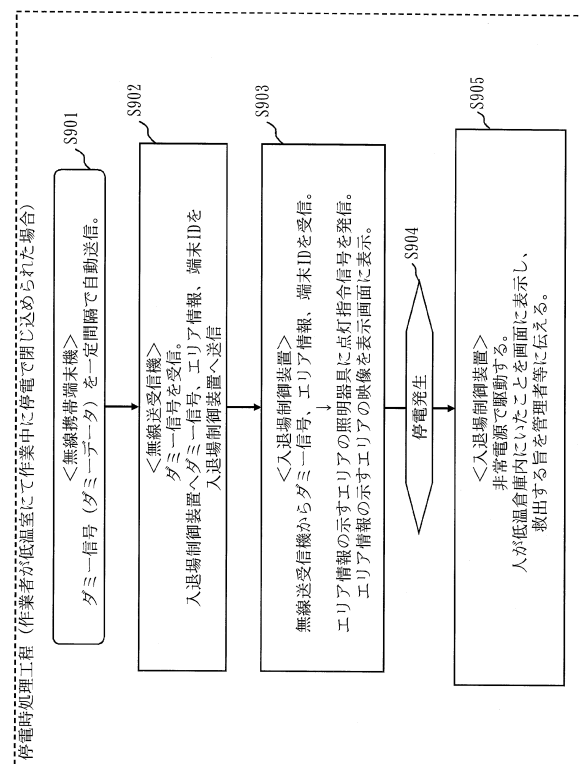 停電時処理工程（作業者が低温室にて作業中に停電で閉じ込められた場合）
S901
＜無線携帯端末機＞
ダミー信号（ダミーデータ）を一定間隔で自動送信。
S902
＜無線送受信機＞
ダミー信号を受信。
入退場制御装置へダミー信号、エリア情報、端末IDを
入退場制御装置へ送信
S903
＜入退場制御装置＞
無線送受信機からダミー信号、エリア情報、端末IDを受信。
↓
エリア情報の示すエリアの照明器具に点灯指令信号を発信。
エリア情報の示すエリアの映像を表示画面に表示。
S904
停電発生
S905
＜入退場制御装置＞
非常電源で駆動する。
人が低温倉庫内にいたことを画面に表示し、
救出する旨を管理者等に伝える。